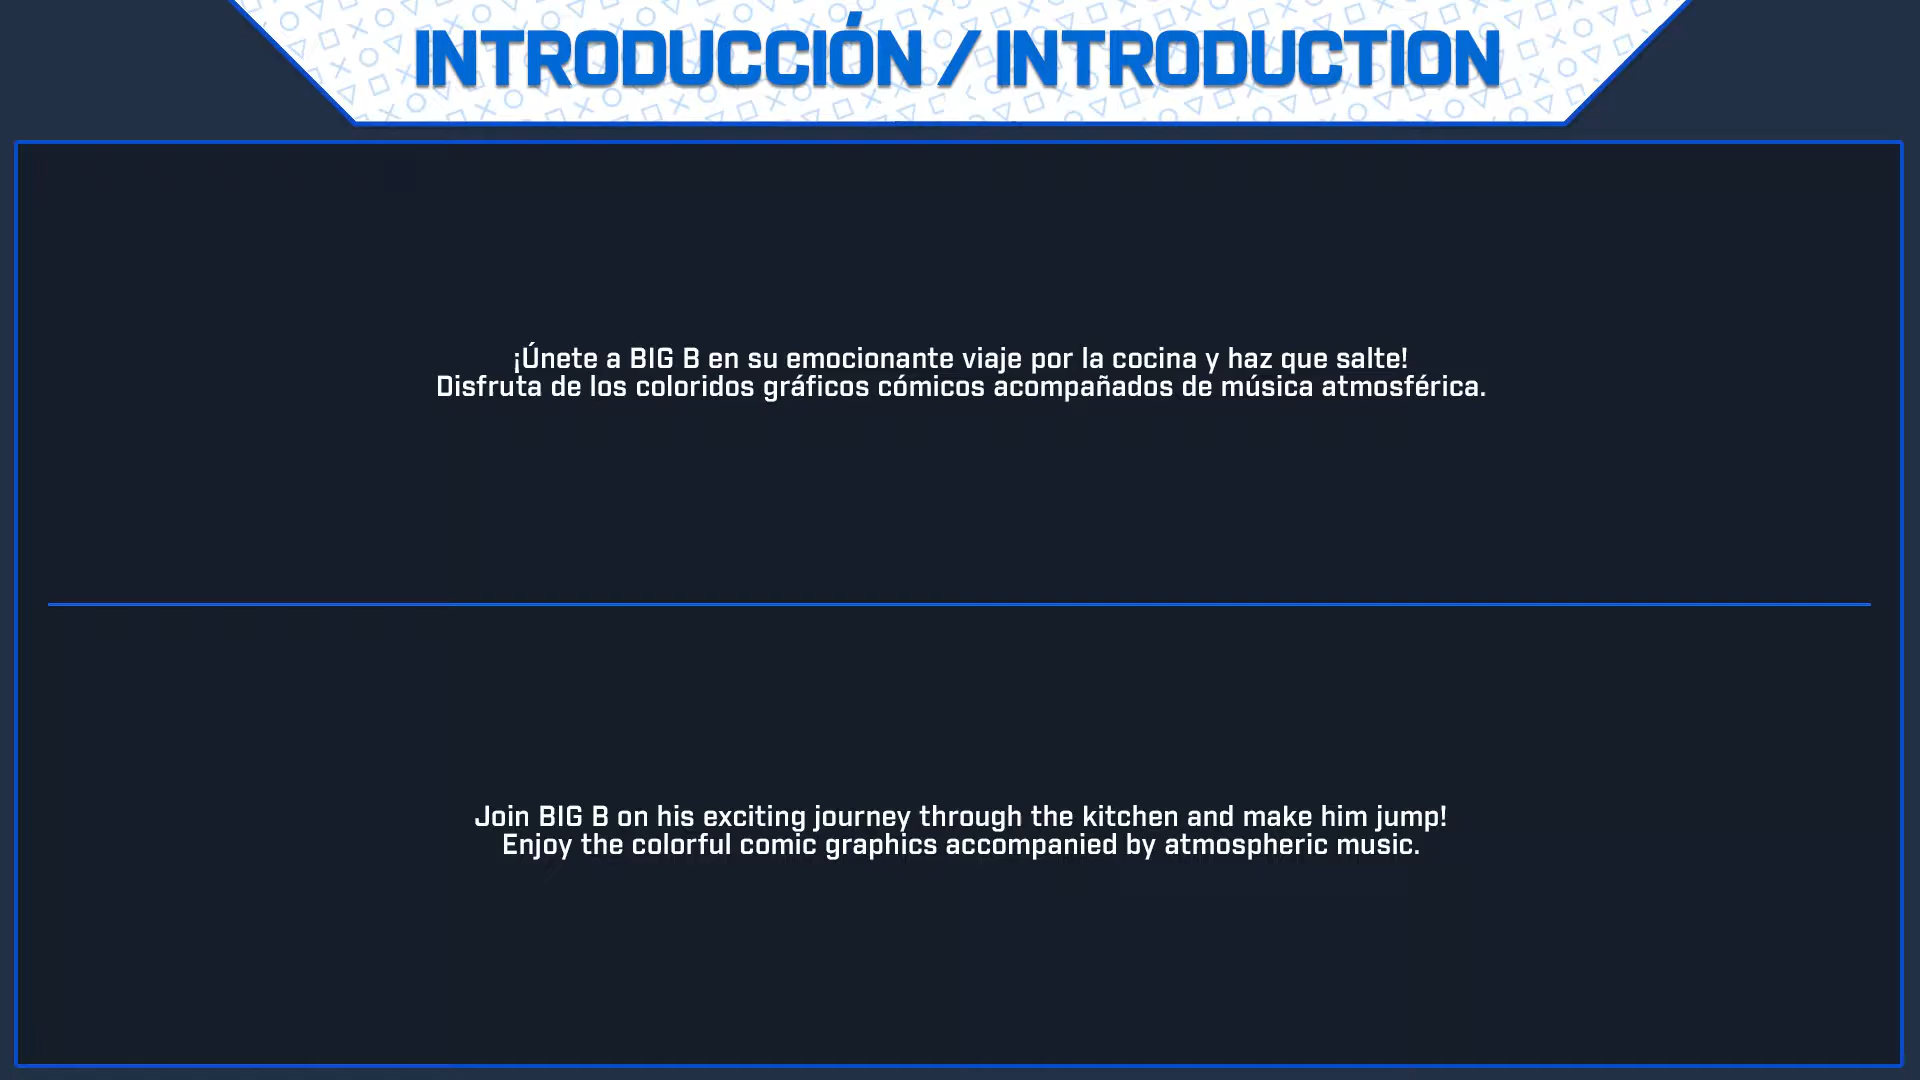 INTRODUCCIÓN / INTRODUCTION
¡Únete a BIG B en su emocionante viaje por la cocina y haz que salte!
Disfruta de los coloridos gráficos cómicos acompañados de música atmosférica.
Join BIG B on his exciting journey through the kitchen and make him jump!
Enjoy the colorful comic graphics accompanied by atmospheric music.